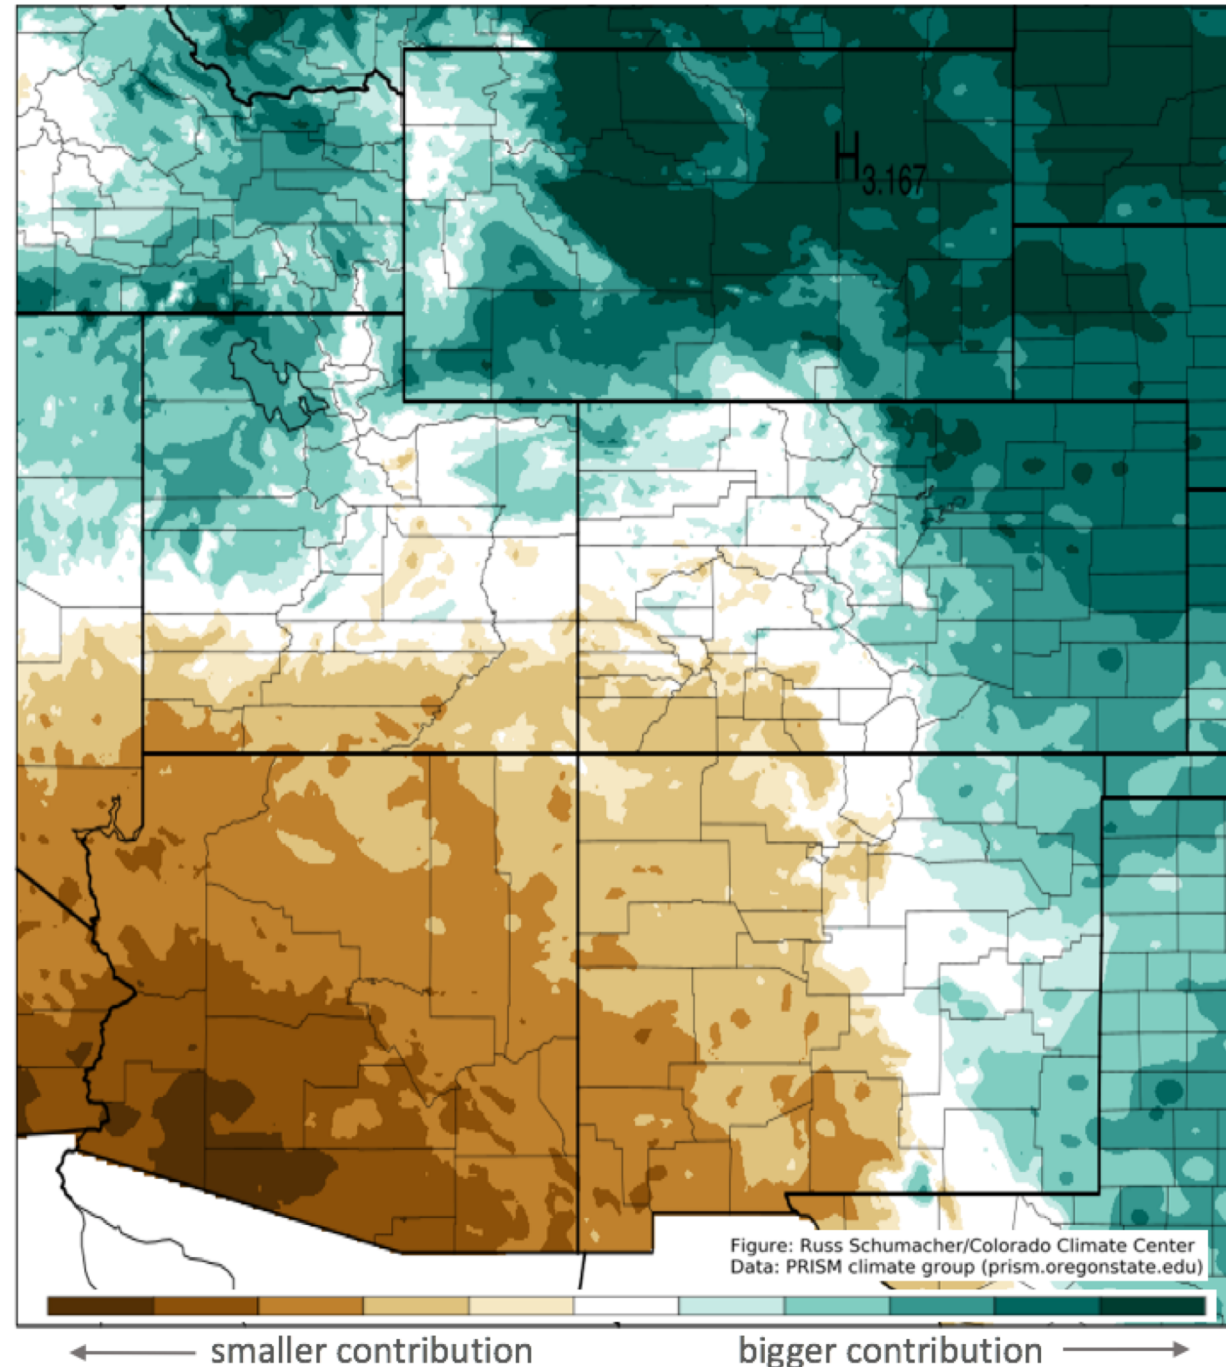 H3.167
Figure: Russ Schumacher/Colorado Climate Center
Data: PRISM climate group (prism.oregonstate.edu)
smaller contribution
bigger contribution